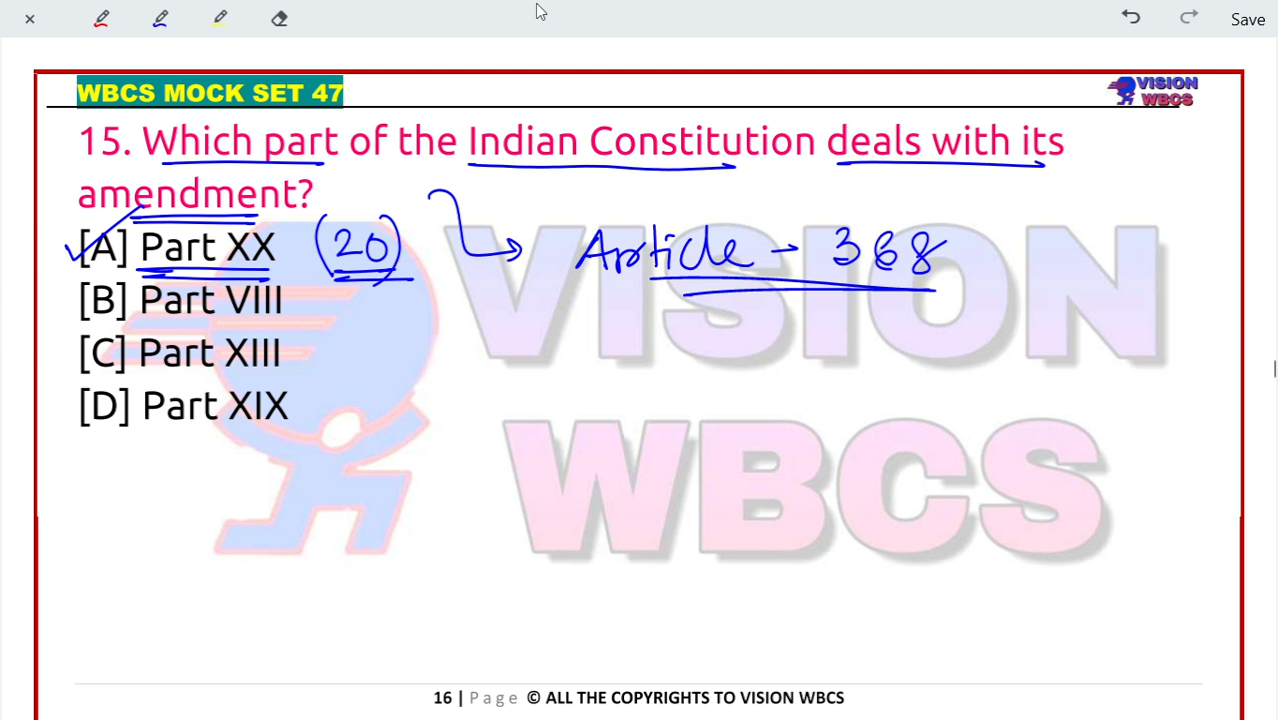 Save
WBCS MOCK SET 47
VISION
WBCS
15. Which part of the Indian Constitution deals with its
amendment?
[A] Part XX (20) Article - 368
[B] Part VIII
[C] Part XIII
[D] Part XIX
VISION
WBCS
16 | Page © ALL THE COPYRIGHTS TO VISION WBCS